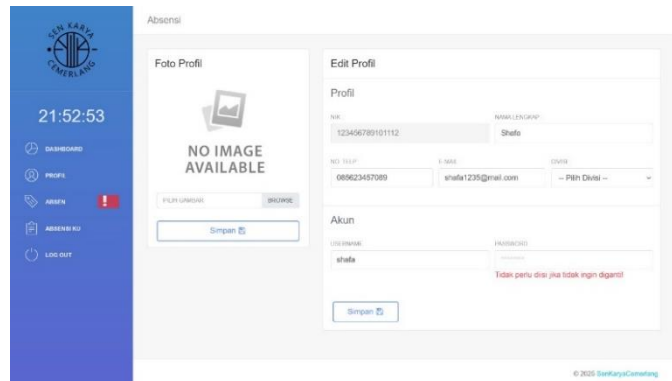 SEN KARYA
CEMERLANG
21:52:53
DASHBOARD
PROFIL
ABSEN
ABSENSI KU
LOG OUT
Absensi
Foto Profil
NO IMAGE
AVAILABLE
PILIH GAMBAR
BROWSE
Simpan
Edit Profil
Profil
NIK
NAMA LENGKAP
123456789101112
Shafa
NO. TELP
E-MAIL
DIVISI
085623457089
shafa1235@mail.com
-- Pilih Divisi --
Akun
USERNAME
PASSWORD
shafa
Tidak perlu diisi jika tidak ingin diganti!
Simpan
© 2025 SenKaryaCemerlang